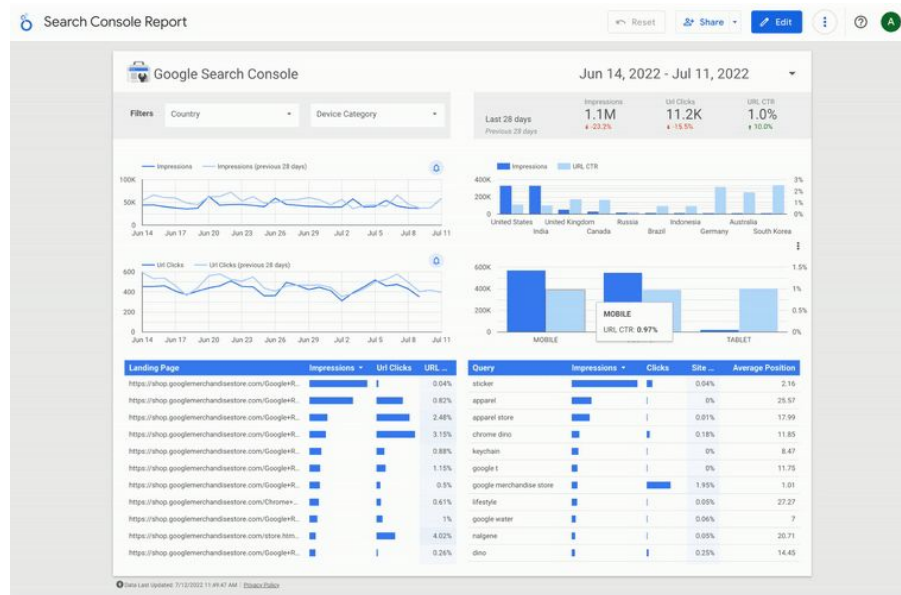 Search Console Report
Reset
Share
Edit
A
Google Search Console
Jun 14, 2022 - Jul 11, 2022
Filters
Country
Device Category
Last 28 days
Previous 28 days
Impressions
1.1M
-23.2%
Url Clicks
11.2K
-15.5%
URL CTR
1.0%
10.0%
Impressions
Impressions (previous 28 days)
100K
50K
0
Jun 14 Jun 17 Jun 20 Jun 23 Jun 26 Jun 29 Jul 2 Jul 5 Jul 8 Jul 11
Impressions
URL CTR
400K
200K
0
3%
2%
1%
0%
United States United Kingdom Russia Indonesia Australia
India Canada Brazil Germany South Korea
Url Clicks
Url Clicks (previous 28 days)
600
400
200
0
Jun 14 Jun 17 Jun 20 Jun 23 Jun 26 Jun 29 Jul 2 Jul 5 Jul 8 Jul 11
600K
400K
200K
0
1.5%
1%
0.5%
0%
MOBILE
URL CTR: 0.97%
MOBILE TABLET
Landing Page Impressions Url Clicks URL ...
https://shop.googlemerchandisestore.com/Google+R... 0.04%
https://shop.googlemerchandisestore.com/Google+R... 0.82%
https://shop.googlemerchandisestore.com/Google+R... 2.48%
https://shop.googlemerchandisestore.com/Google+R... 3.15%
https://shop.googlemerchandisestore.com/Google+R... 0.88%
https://shop.googlemerchandisestore.com/Google+R... 1.15%
https://shop.googlemerchandisestore.com/Google+R... 0.5%
https://shop.googlemerchandisestore.com/Chrome+... 0.61%
https://shop.googlemerchandisestore.com/Google+R... 1%
https://shop.googlemerchandisestore.com/store.htm... 4.02%
https://shop.googlemerchandisestore.com/Google+R... 0.26%
Query Impressions Clicks Site ... Average Position
sticker 0.04% 2.16
apparel 0% 25.57
apparel store 0.01% 17.99
chrome dino 0.18% 11.85
keychain 0% 8.47
google t 0% 11.75
google merchandise store 1.95% 1.01
lifestyle 0.05% 27.27
google water 0.06% 7
nalgene 0.05% 20.71
dino 0.25% 14.45
Data Last Updated: 7/12/2022 11:49:47 AM
Privacy Policy